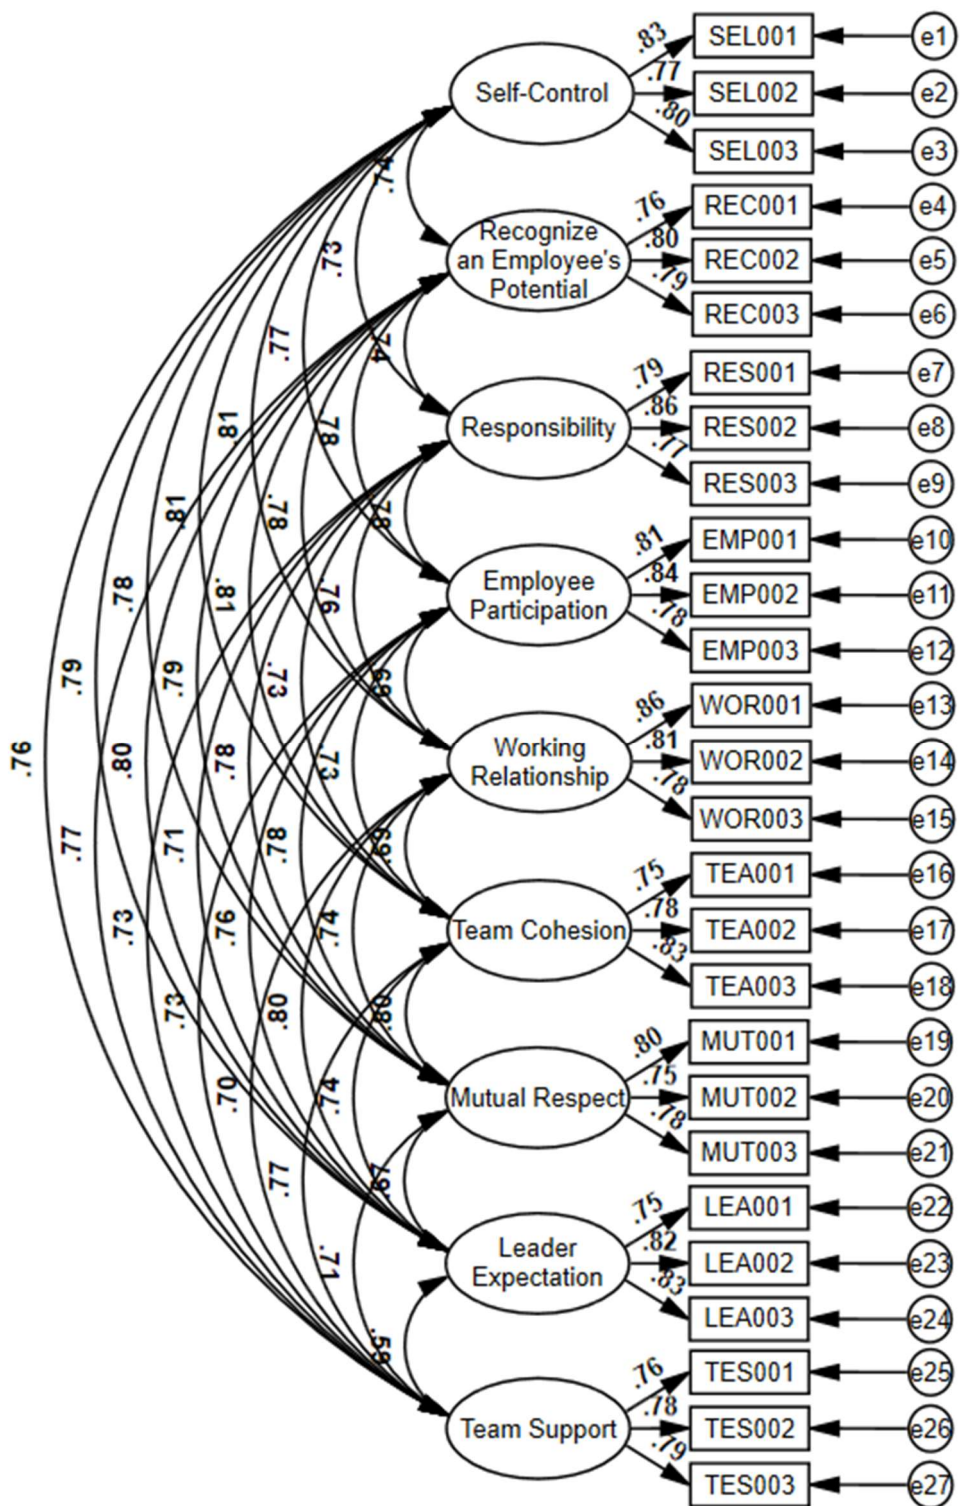 .83
SEL001
e1
Self-Control
.77
SEL002
e2
.80
SEL003
e3
.74
.76
REC001
e4
Recognize
an Employee's
Potential
.80
REC002
e5
.79
REC003
e6
.73
.77
.74
.79
RES001
e7
Responsibility
.86
RES002
e8
.77
RES003
e9
.81
.78
.81
.78
.78
.81
EMP001
e10
Employee
Participation
.84
EMP002
e11
.78
EMP003
e12
.78
.81
.76
.79
.79
.73
.69
.86
WOR001
e13
Working
Relationship
.81
WOR002
e14
.78
WOR003
e15
.76
.80
.78
.73
.77
.71
.78
.69
.75
TEA001
e16
Team Cohesion
.78
TEA002
e17
.83
TEA003
e18
.73
.76
.74
.73
.80
.80
.80
MUT001
e19
Mutual Respect
.75
MUT002
e20
.78
MUT003
e21
.70
.74
.77
.79
.75
LEA001
e22
Leader
Expectation
.82
LEA002
e23
.83
LEA003
e24
.71
.76
TES001
e25
Team Support
.78
TES002
e26
.79
TES003
e27